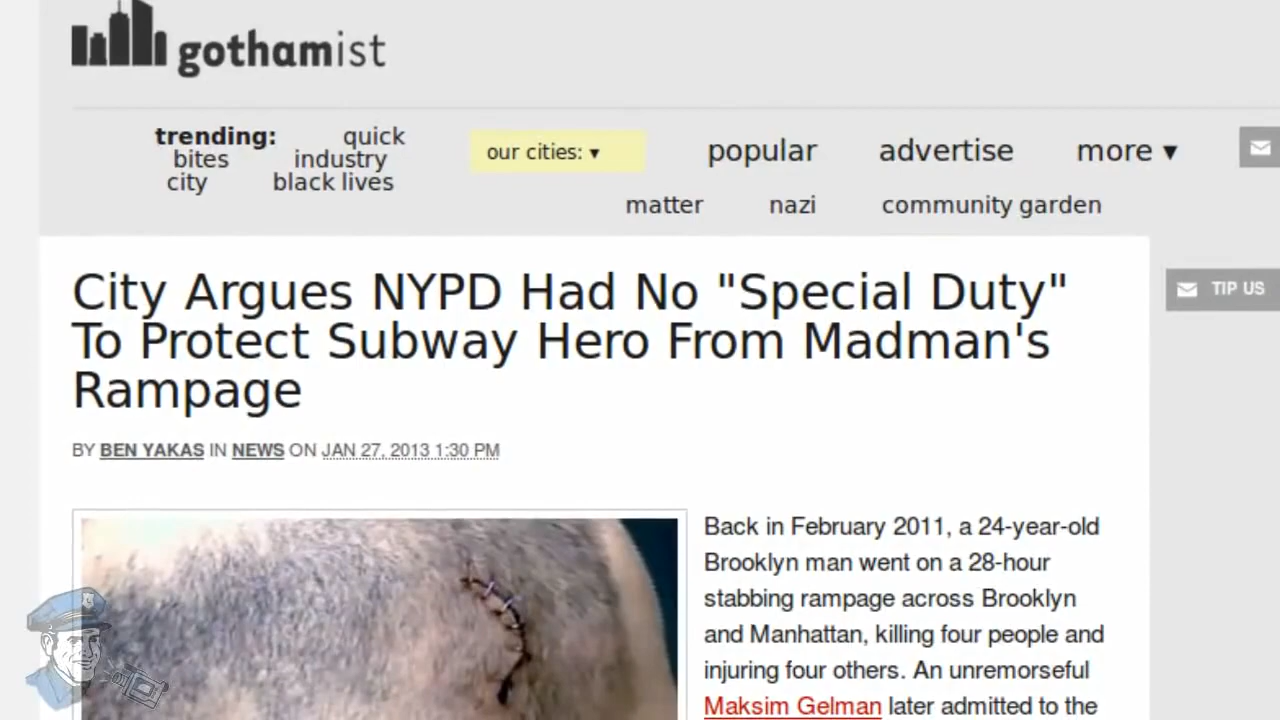 gothamist
trending: quick
bites industry
city black lives
our cities: ▾
popular advertise more ▾
matter nazi community garden
City Argues NYPD Had No "Special Duty"
To Protect Subway Hero From Madman's
Rampage
TIP US
BY BEN YAKAS IN NEWS ON JAN 27, 2013 1:30 PM
Back in February 2011, a 24-year-old
Brooklyn man went on a 28-hour
stabbing rampage across Brooklyn
and Manhattan, killing four people and
injuring four others. An unremorseful
Maksim Gelman later admitted to the